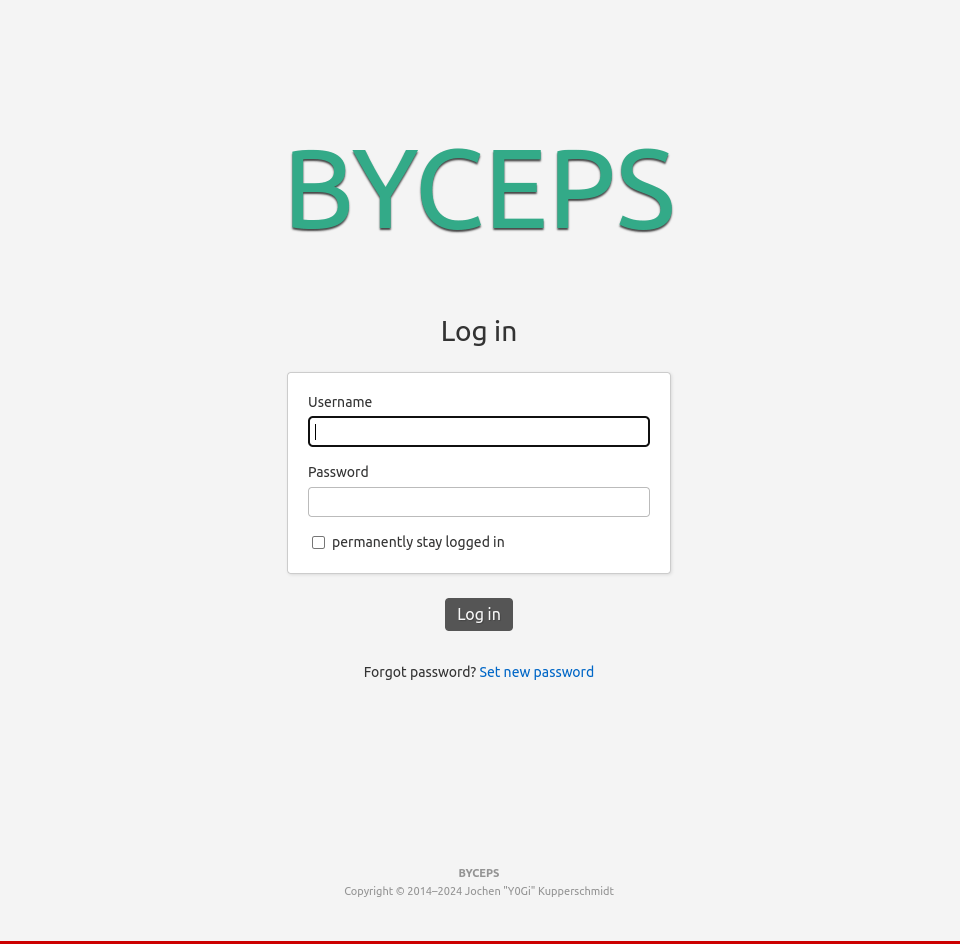 BYCEPS
Log in
Username
Password
permanently stay logged in
Log in
Forgot password? Set new password
BYCEPS
Copyright © 2014–2024 Jochen "Y0Gi" Kupperschmidt